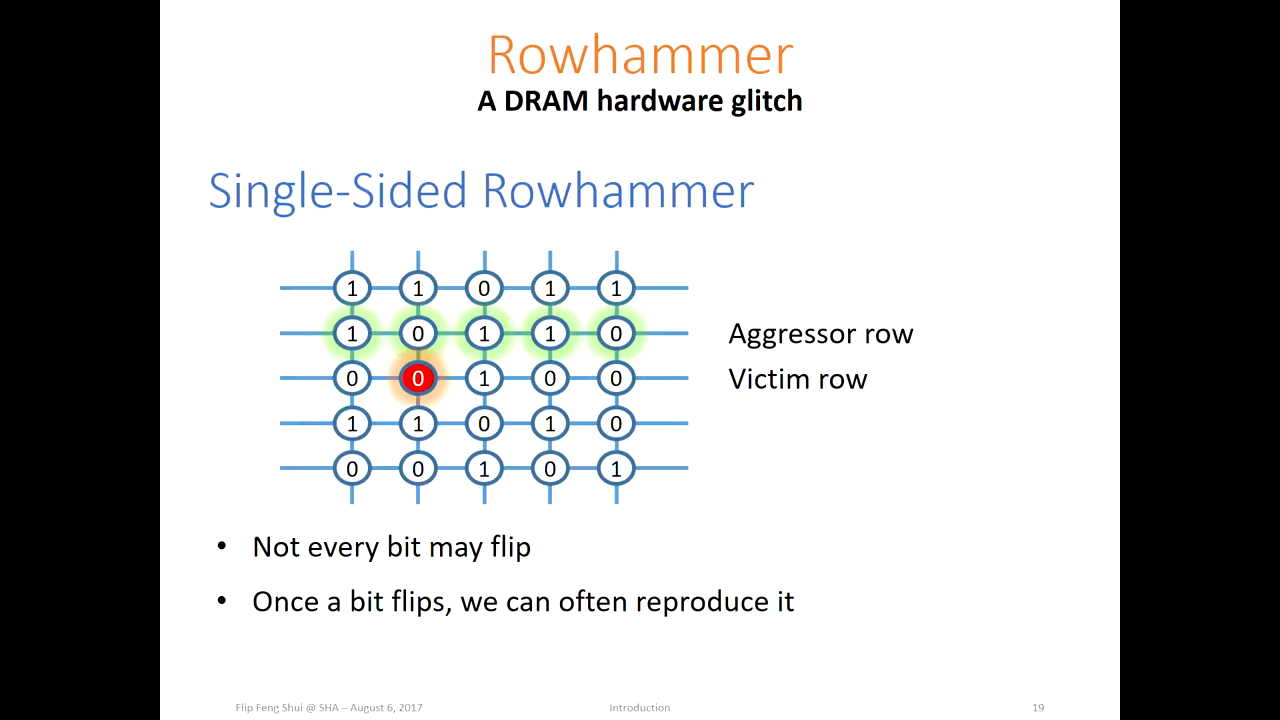 Rowhammer
A DRAM hardware glitch
Single-Sided Rowhammer
1 1 0 1 1
1 0 1 1 0 Aggressor row
0 0 1 0 0 Victim row
1 1 0 1 0
0 0 1 0 1
• Not every bit may flip
• Once a bit flips, we can often reproduce it
Flip Feng Shui @ SHA – August 6, 2017 Introduction 19